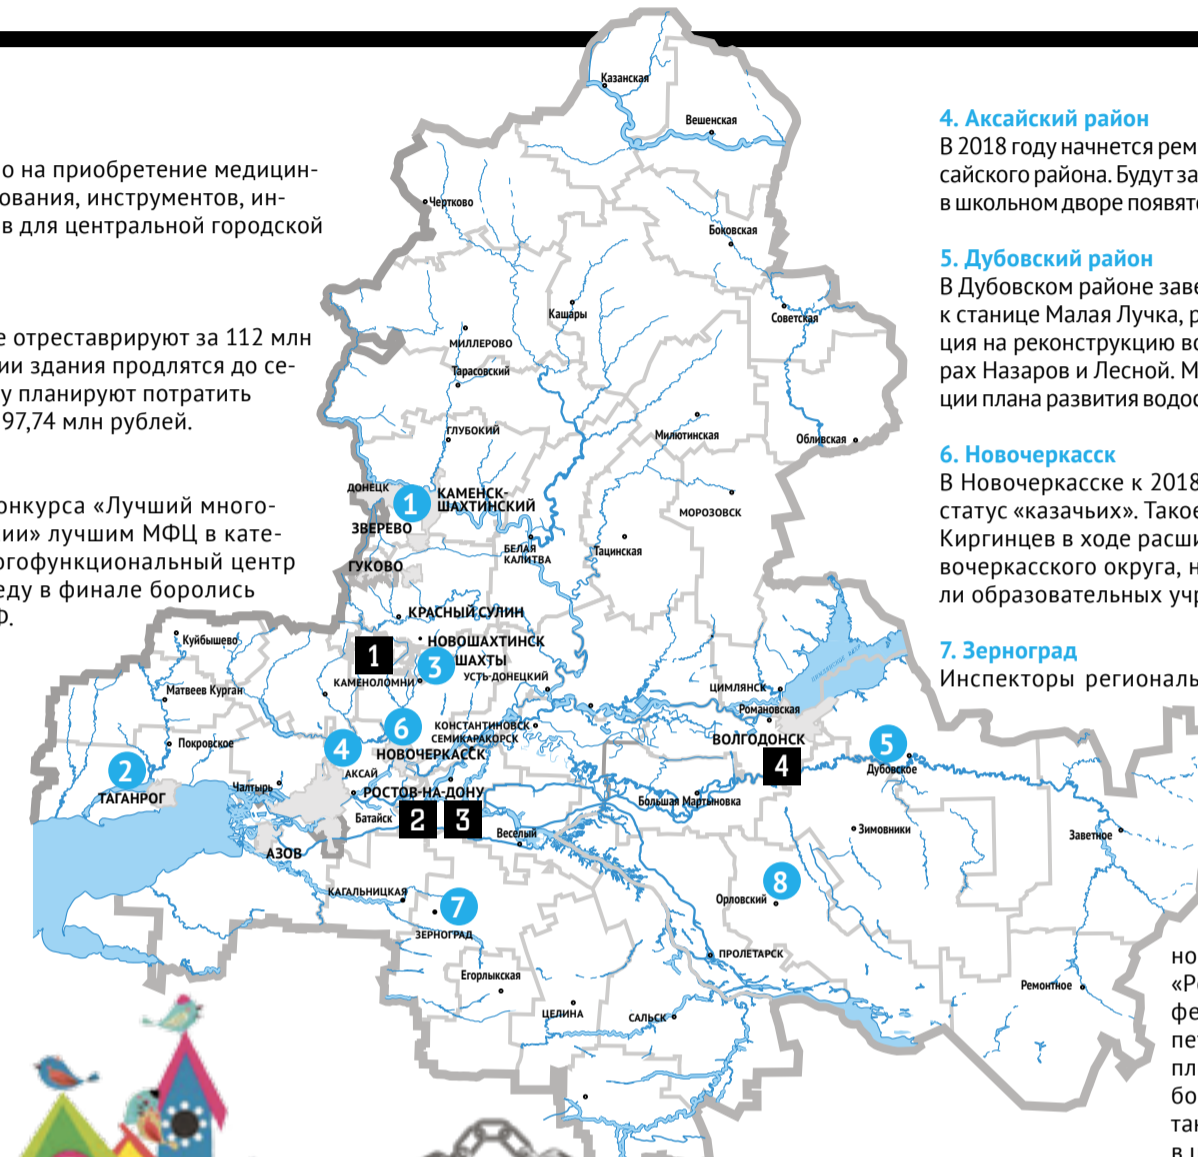 о на приобретение медицин-
ования, инструментов, ин-
в для центральной городской
е отреставрируют за 112 млн
ии здания продлятся до се-
у планируют потратить
97,74 млн рублей.
онкурса «Лучший много-
ии» лучшим МФЦ в кате-
огофункциональный центр
еду в финале боролись
Ф.
Казанская
Вешенская
Чертково
Боковская
Кашары
Советская
МИЛЛЕРОВО
Тарасовский
ГЛУБОКИЙ
Милютинская
Обливская
ДОНЕЦК
1
КАМЕНСК-
ШАХТИНСКИЙ
МОРОЗОВСК
ЗВЕРЕВО
БЕЛАЯ
КАЛИТВА
Тацинская
ГУКОВО
КРАСНЫЙ СУЛИН
Куйбышево
НОВОШАХТИНСК
1
3
ШАХТЫ
КАМЕНОЛОМНИ
УСТЬ-ДОНЕЦКИЙ
Матвеев Курган
ЦИМЛЯНСК
Романовская
6
КОНСТАНТИНОВСК
СЕМИКАРАКОРСК
ВОЛГОДОНСК
Покровское
4
НОВОЧЕРКАССК
5
2
4
Дубовское
АКСАЙ
Чалтырь
ТАГАНРОГ
РОСТОВ-НА-ДОНУ
Большая Мартыновка
Батайск
2
3
Веселый
Зимовники
Заветное
АЗОВ
8
КАГАЛЬНИЦКАЯ
Орловский
7
ЗЕРНОГРАД
ПРОЛЕТАРСК
Егорлыкская
Ремонтное
ЦЕЛИНА
САЛЬСК
4. Аксайский район
В 2018 году начнется рем
сайского района. Будут за
в школьном дворе появят
5. Дубовский район
В Дубовском районе заве
к станице Малая Лучка, р
ция на реконструкцию во
рах Назаров и Лесной. М
ции плана развития водос
6. Новочеркасск
В Новочеркасске к 2018
статус «казачьих». Такое
Киргинцев в ходе расши
вочеркасского округа, н
ли образовательных учр
7. Зерноград
Инспекторы региональ
но
«Р
фе
пе
пл
бо
та
в ц